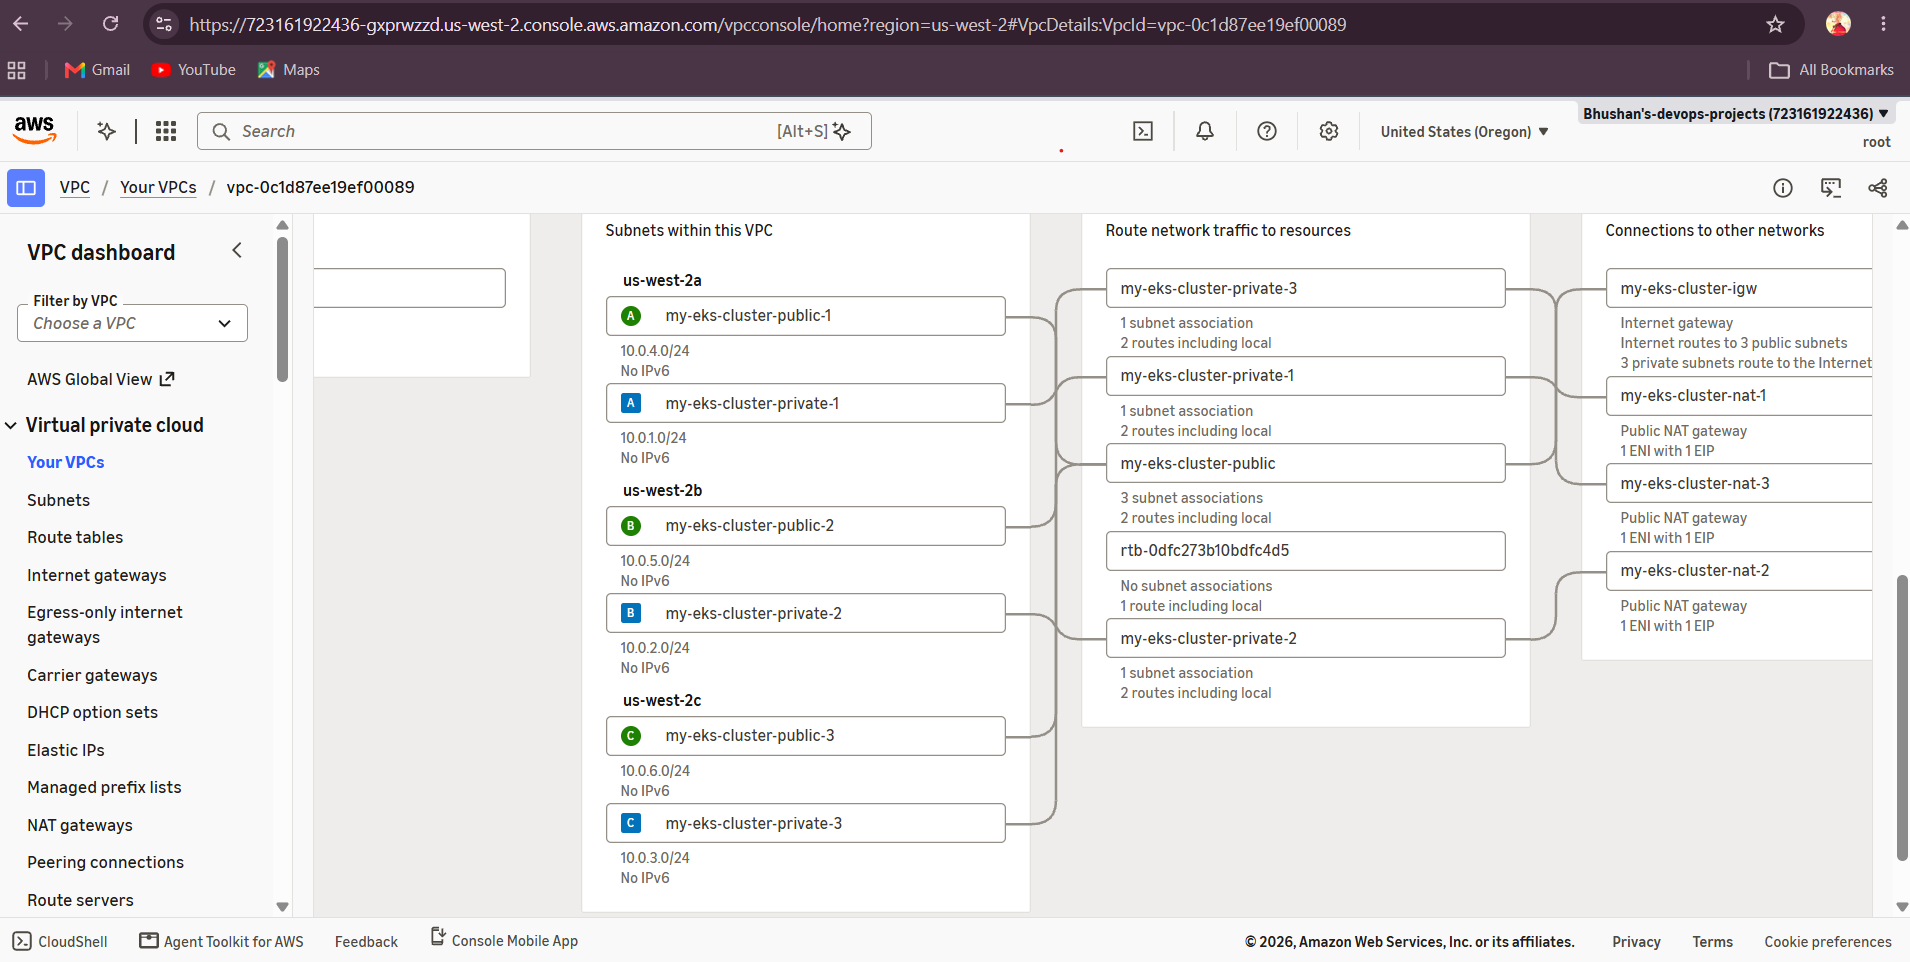 https://723161922436-gxprwzzd.us-west-2.console.aws.amazon.com/vpcconsole/home?region=us-west-2#VpcDetails:VpcId=vpc-0c1d87ee19ef00089
Gmail
YouTube
Maps
All Bookmarks
aws
Search
[Alt+S]
United States (Oregon)
Bhushan's-devops-projects (723161922436)
root
VPC / Your VPCs / vpc-0c1d87ee19ef00089
VPC dashboard
Filter by VPC
Choose a VPC
AWS Global View
Virtual private cloud
Your VPCs
Subnets
Route tables
Internet gateways
Egress-only internet
gateways
Carrier gateways
DHCP option sets
Elastic IPs
Managed prefix lists
NAT gateways
Peering connections
Route servers
Subnets within this VPC
us-west-2a
A my-eks-cluster-public-1
10.0.4.0/24
No IPv6
A my-eks-cluster-private-1
10.0.1.0/24
No IPv6
us-west-2b
B my-eks-cluster-public-2
10.0.5.0/24
No IPv6
B my-eks-cluster-private-2
10.0.2.0/24
No IPv6
us-west-2c
C my-eks-cluster-public-3
10.0.6.0/24
No IPv6
C my-eks-cluster-private-3
10.0.3.0/24
No IPv6
Route network traffic to resources
my-eks-cluster-private-3
1 subnet association
2 routes including local
my-eks-cluster-private-1
1 subnet association
2 routes including local
my-eks-cluster-public
3 subnet associations
2 routes including local
rtb-0dfc273b10bdfc4d5
No subnet associations
1 route including local
my-eks-cluster-private-2
1 subnet association
2 routes including local
Connections to other networks
my-eks-cluster-igw
Internet gateway
Internet routes to 3 public subnets
3 private subnets route to the Internet
my-eks-cluster-nat-1
Public NAT gateway
1 ENI with 1 EIP
my-eks-cluster-nat-3
Public NAT gateway
1 ENI with 1 EIP
my-eks-cluster-nat-2
Public NAT gateway
1 ENI with 1 EIP
CloudShell
Agent Toolkit for AWS
Feedback
Console Mobile App
© 2026, Amazon Web Services, Inc. or its affiliates.
Privacy
Terms
Cookie preferences